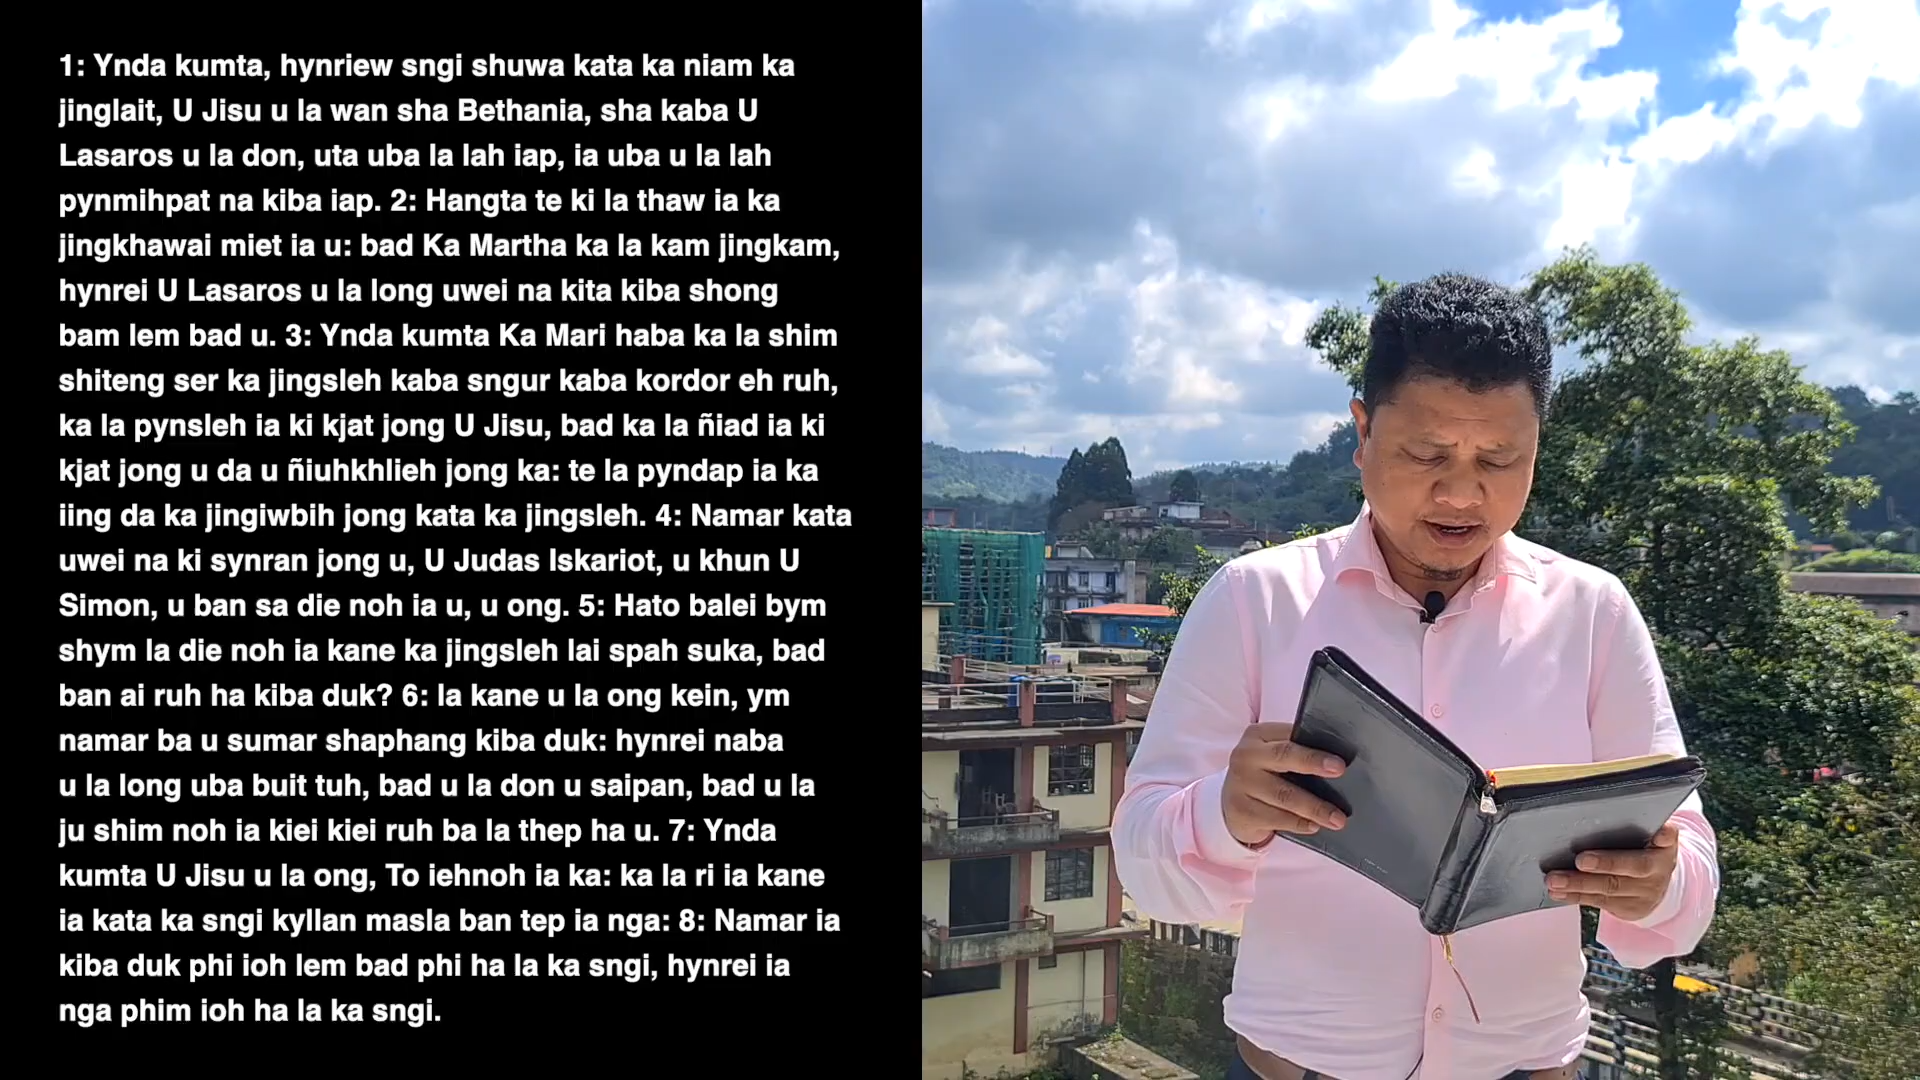 1: Ynda kumta, hynriew sngi shuwa kata ka niam ka
jinglait, U Jisu u la wan sha Bethania, sha kaba U
Lasaros u la don, uta uba la lah iap, ia uba u la lah
pynmihpat na kiba iap. 2: Hangta te ki la thaw ia ka
jingkhawai miet ia u: bad Ka Martha ka la kam jingkam,
hynrei U Lasaros u la long uwei na kita kiba shong
bam lem bad u. 3: Ynda kumta Ka Mari haba ka la shim
shiteng ser ka jingsleh kaba sngur kaba kordor eh ruh,
ka la pynsleh ia ki kjat jong U Jisu, bad ka la ñiad ia ki
kjat jong u da u ñiuhkhlieh jong ka: te la pyndap ia ka
iing da ka jingiwbih jong kata ka jingsleh. 4: Namar kata
uwei na ki synran jong u, U Judas Iskariot, u khun U
Simon, u ban sa die noh ia u, u ong. 5: Hato balei bym
shym la die noh ia kane ka jingsleh lai spah suka, bad
ban ai ruh ha kiba duk? 6: Ia kane u la ong kein, ym
namar ba u sumar shaphang kiba duk: hynrei naba
u la long uba buit tuh, bad u la don u saipan, bad u la
ju shim noh ia kiei kiei ruh ba la thep ha u. 7: Ynda
kumta U Jisu u la ong, To iehnoh ia ka: ka la ri ia kane
ia kata ka sngi kyllan masla ban tep ia nga: 8: Namar ia
kiba duk phi ioh lem bad phi ha la ka sngi, hynrei ia
nga phim ioh ha la ka sngi.